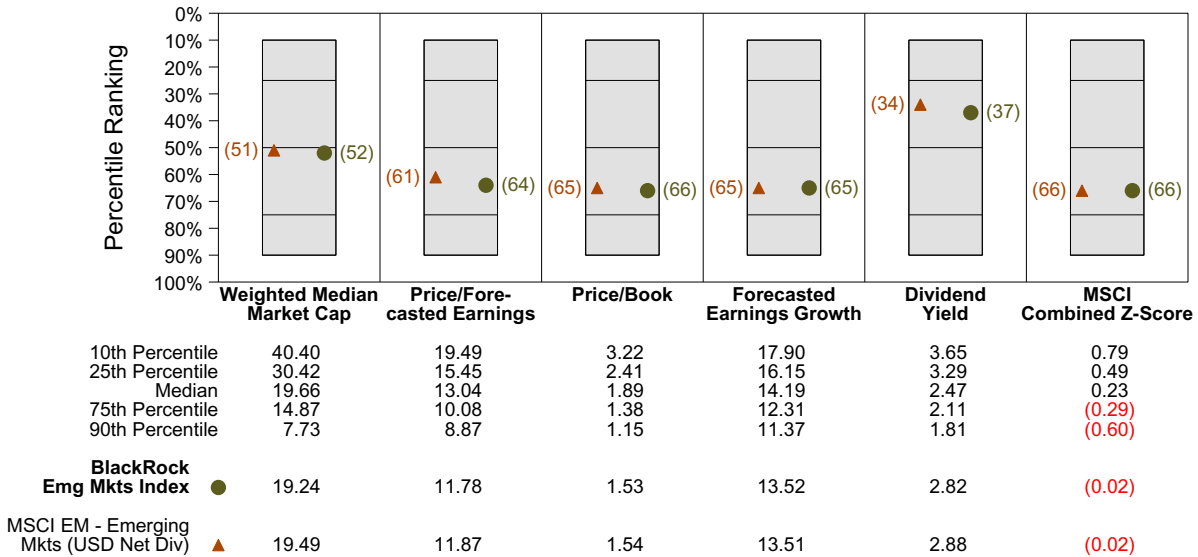 Percentile Ranking
0%
10%
20%
30%
40%
50%
60%
70%
80%
90%
100%
(51) (52)
(61) (64)
(65) (66)
(65) (65)
(34) (37)
(66) (66)
Weighted Median
Market Cap
Price/Fore-
casted Earnings
Price/Book
Forecasted
Earnings Growth
Dividend
Yield
MSCI
Combined Z-Score
10th Percentile 40.40 19.49 3.22 17.90 3.65 0.79
25th Percentile 30.42 15.45 2.41 16.15 3.29 0.49
Median 19.66 13.04 1.89 14.19 2.47 0.23
75th Percentile 14.87 10.08 1.38 12.31 2.11 (0.29)
90th Percentile 7.73 8.87 1.15 11.37 1.81 (0.60)
BlackRock
Emg Mkts Index 19.24 11.78 1.53 13.52 2.82 (0.02)
MSCI EM - Emerging
Mkts (USD Net Div) 19.49 11.87 1.54 13.51 2.88 (0.02)